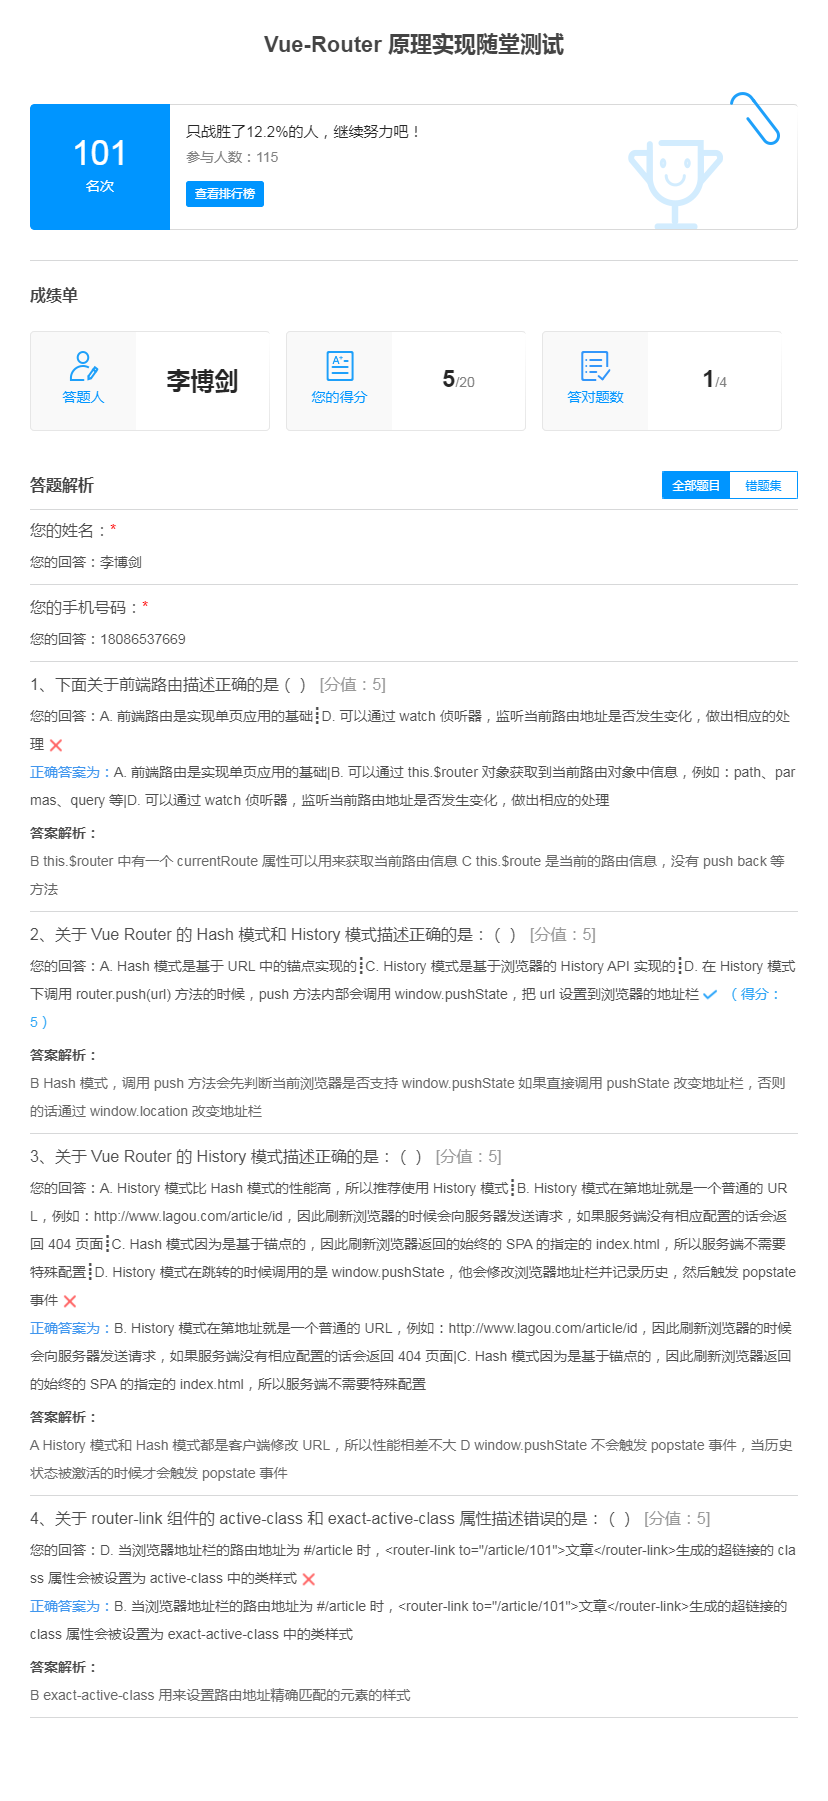 Vue-Router 原理实现随堂测试
101
名次
只战胜了12.2%的人，继续努力吧！
参与人数：115
查看排行榜
成绩单
答题人
李博剑
您的得分
5/20
答对题数
1/4
答题解析
全部题目
错题集
您的姓名：*
您的回答：李博剑
您的手机号码：*
您的回答：18086537669
1、下面关于前端路由描述正确的是（ ） [分值：5]
您的回答：A. 前端路由是实现单页应用的基础┋D. 可以通过 watch 侦听器，监听当前路由地址是否发生变化，做出相应的处
理
正确答案为：A. 前端路由是实现单页应用的基础|B. 可以通过 this.$router 对象获取到当前路由对象中信息，例如：path、par
mas、query 等|D. 可以通过 watch 侦听器，监听当前路由地址是否发生变化，做出相应的处理
答案解析：
B this.$router 中有一个 currentRoute 属性可以用来获取当前路由信息 C this.$route 是当前的路由信息，没有 push back 等
方法
2、关于 Vue Router 的 Hash 模式和 History 模式描述正确的是：（ ） [分值：5]
您的回答：A. Hash 模式是基于 URL 中的锚点实现的┋C. History 模式是基于浏览器的 History API 实现的┋D. 在 History 模式
下调用 router.push(url) 方法的时候，push 方法内部会调用 window.pushState，把 url 设置到浏览器的地址栏 （得分：
5）
答案解析：
B Hash 模式，调用 push 方法会先判断当前浏览器是否支持 window.pushState 如果直接调用 pushState 改变地址栏，否则
的话通过 window.location 改变地址栏
3、关于 Vue Router 的 History 模式描述正确的是：（ ） [分值：5]
您的回答：A. History 模式比 Hash 模式的性能高，所以推荐使用 History 模式┋B. History 模式在第地址就是一个普通的 UR
L，例如：http://www.lagou.com/article/id，因此刷新浏览器的时候会向服务器发送请求，如果服务端没有相应配置的话会返
回 404 页面┋C. Hash 模式因为是基于锚点的，因此刷新浏览器返回的始终的 SPA 的指定的 index.html，所以服务端不需要
特殊配置┋D. History 模式在跳转的时候调用的是 window.pushState，他会修改浏览器地址栏并记录历史，然后触发 popstate
事件
正确答案为：B. History 模式在第地址就是一个普通的 URL，例如：http://www.lagou.com/article/id，因此刷新浏览器的时候
会向服务器发送请求，如果服务端没有相应配置的话会返回 404 页面|C. Hash 模式因为是基于锚点的，因此刷新浏览器返回
的始终的 SPA 的指定的 index.html，所以服务端不需要特殊配置
答案解析：
A History 模式和 Hash 模式都是客户端修改 URL，所以性能相差不大 D window.pushState 不会触发 popstate 事件，当历史
状态被激活的时候才会触发 popstate 事件
4、关于 router-link 组件的 active-class 和 exact-active-class 属性描述错误的是：（ ） [分值：5]
您的回答：D. 当浏览器地址栏的路由地址为 #/article 时，<router-link to="/article/101">文章</router-link>生成的超链接的 cla
ss 属性会被设置为 active-class 中的类样式
正确答案为：B. 当浏览器地址栏的路由地址为 #/article 时，<router-link to="/article/101">文章</router-link>生成的超链接的
class 属性会被设置为 exact-active-class 中的类样式
答案解析：
B exact-active-class 用来设置路由地址精确匹配的元素的样式